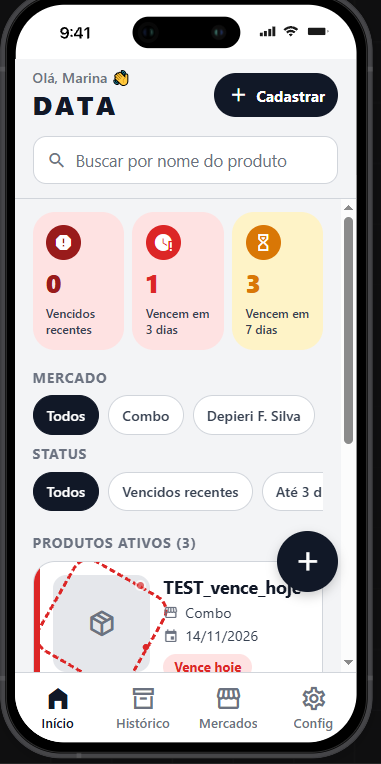 9:41
Olá, Marina 👋
DATA
+ Cadastrar
Buscar por nome do produto
0
Vencidos
recentes
1
Vencem em
3 dias
3
Vencem em
7 dias
MERCADO
Todos
Combo
Depieri F. Silva
STATUS
Todos
Vencidos recentes
Até 3 d
PRODUTOS ATIVOS (3)
+
TEST_vence_hoje
Combo
14/11/2026
Vence hoje
Início
Histórico
Mercados
Config